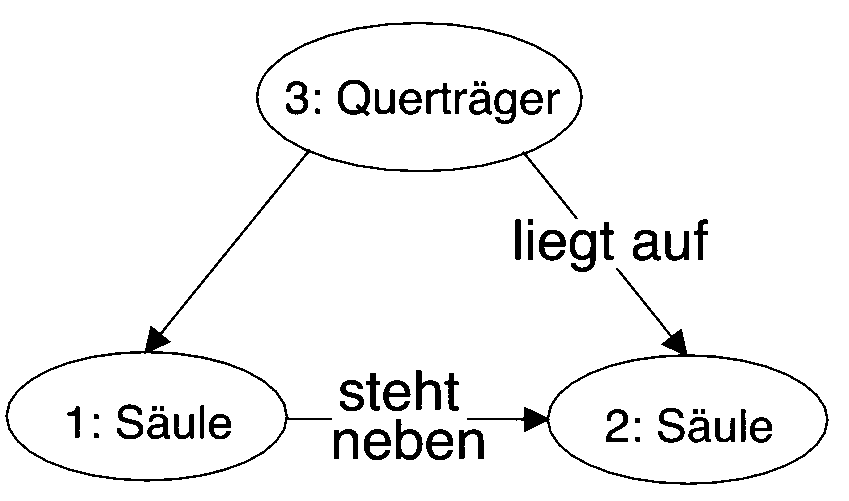 3: Querträger
liegt auf
steht
neben
1: Säule
2: Säule